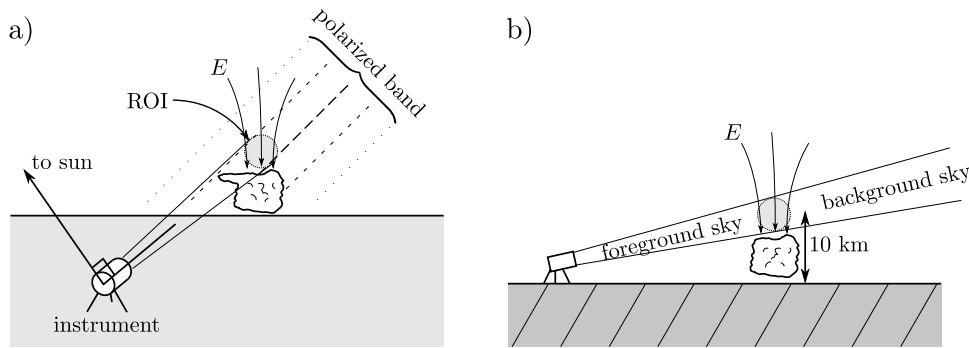 a)
E
polarized band
ROI
to sun
instrument
b)
E
background sky
foreground sky
10 km